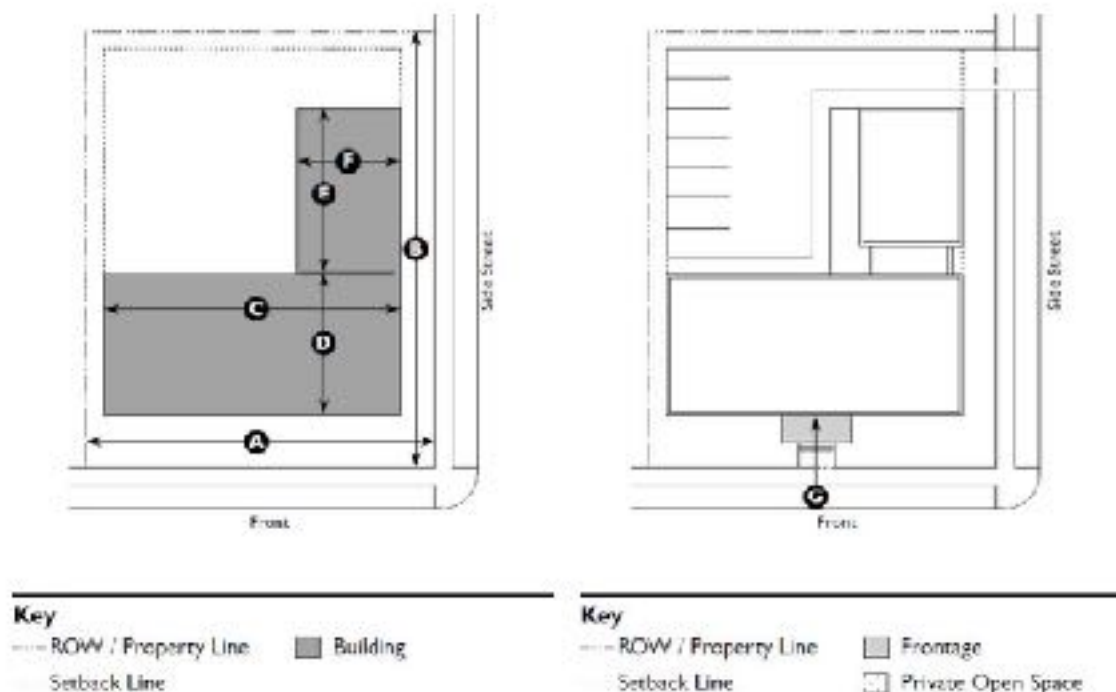 F
E
B
C
D
A
Side Street
Front
G
Side Street
Front
Key
ROW / Property Line
Building
Setback Line
Key
ROW / Property Line
Frontage
Setback Line
Private Open Space